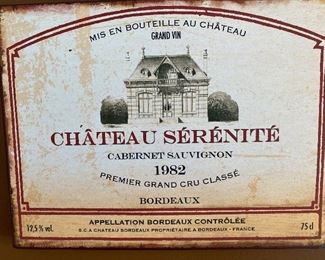 MIS EN BOUTEILLE AU CHÂTEAU
GRAND VIN
CHÂTEAU SÉRÉNITÉ
CABERNET SAUVIGNON
1982
PREMIER GRAND CRU CLASSÉ
BORDEAUX
APPELLATION BORDEAUX CONTRÔLÉE
12,5% vol. S.C.A CHATEAU BORDEAUX PROPRIÉTAIRE A BORDEAUX - FRANCE 75 cl